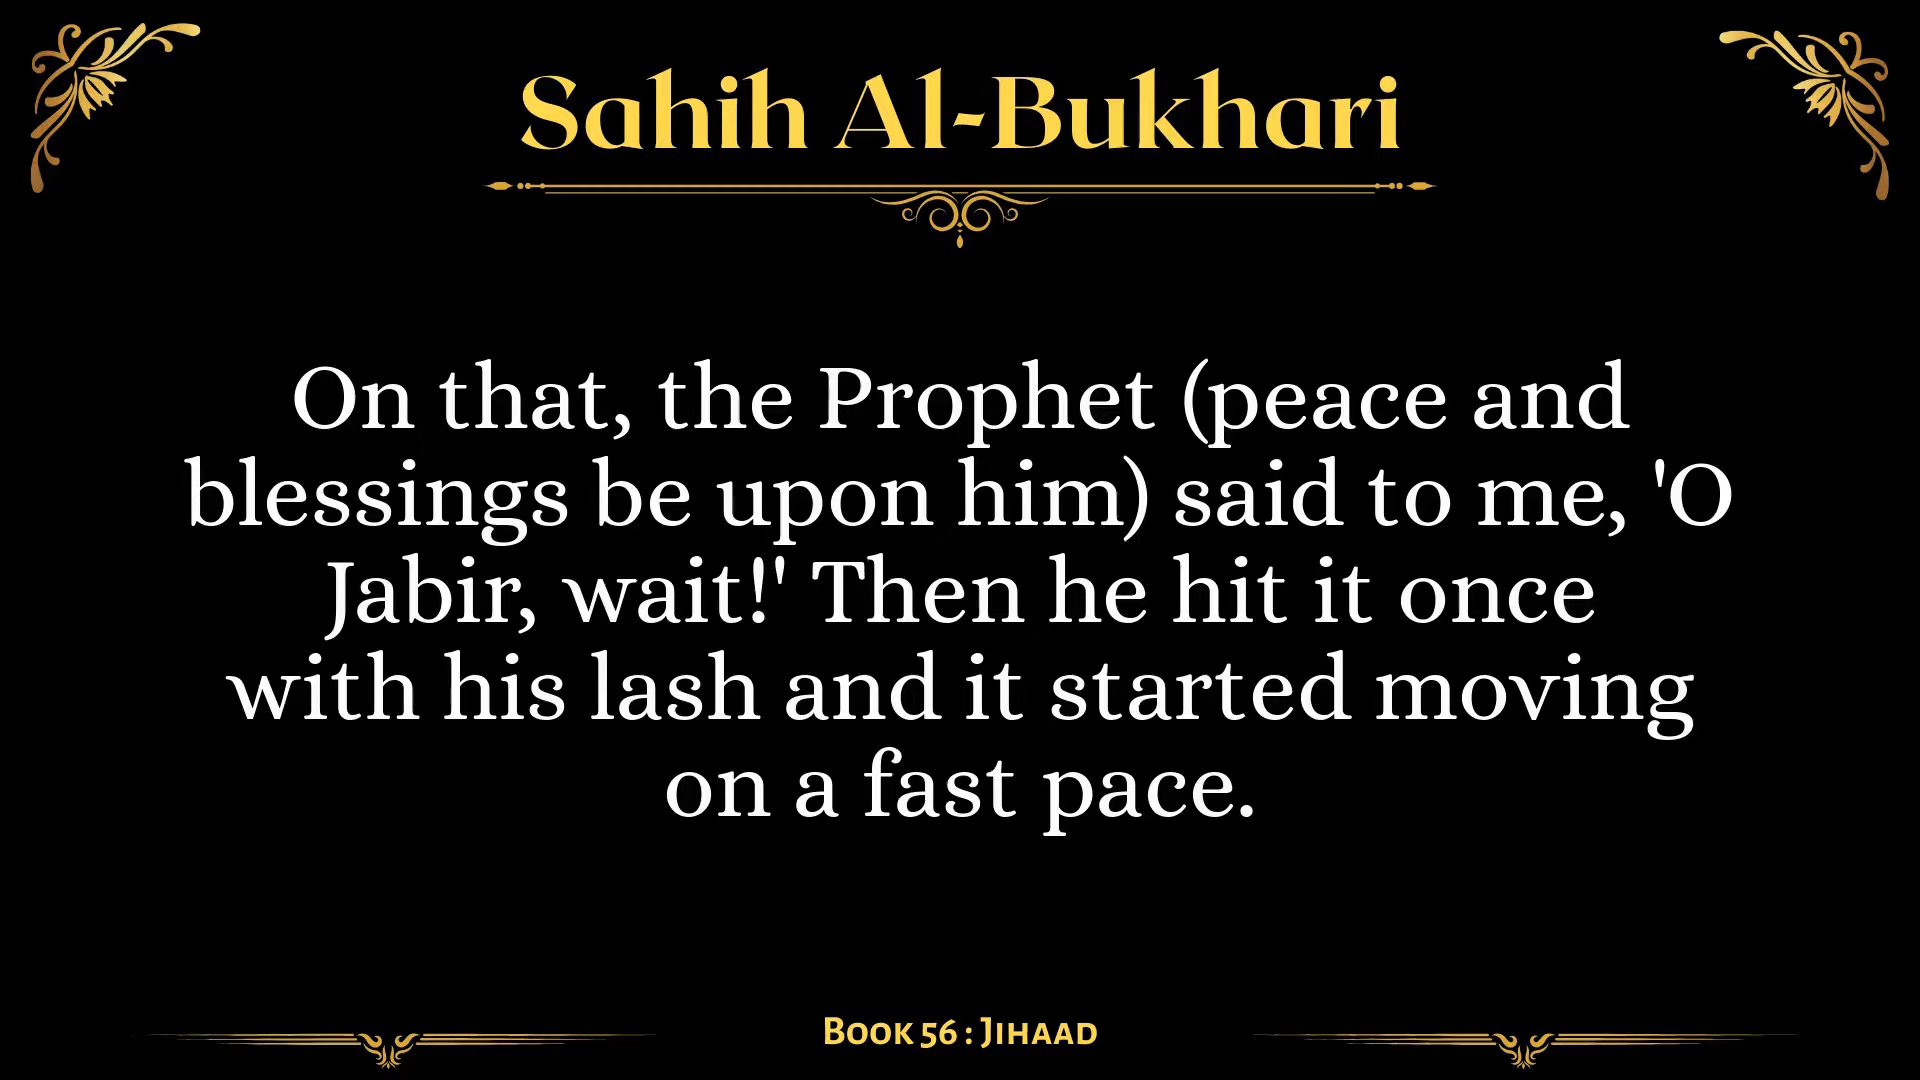 Sahih Al-Bukhari
On that, the Prophet (peace and
blessings be upon him) said to me, 'O
Jabir, wait!' Then he hit it once
with his lash and it started moving
on a fast pace.
Book 56 : Jihaad